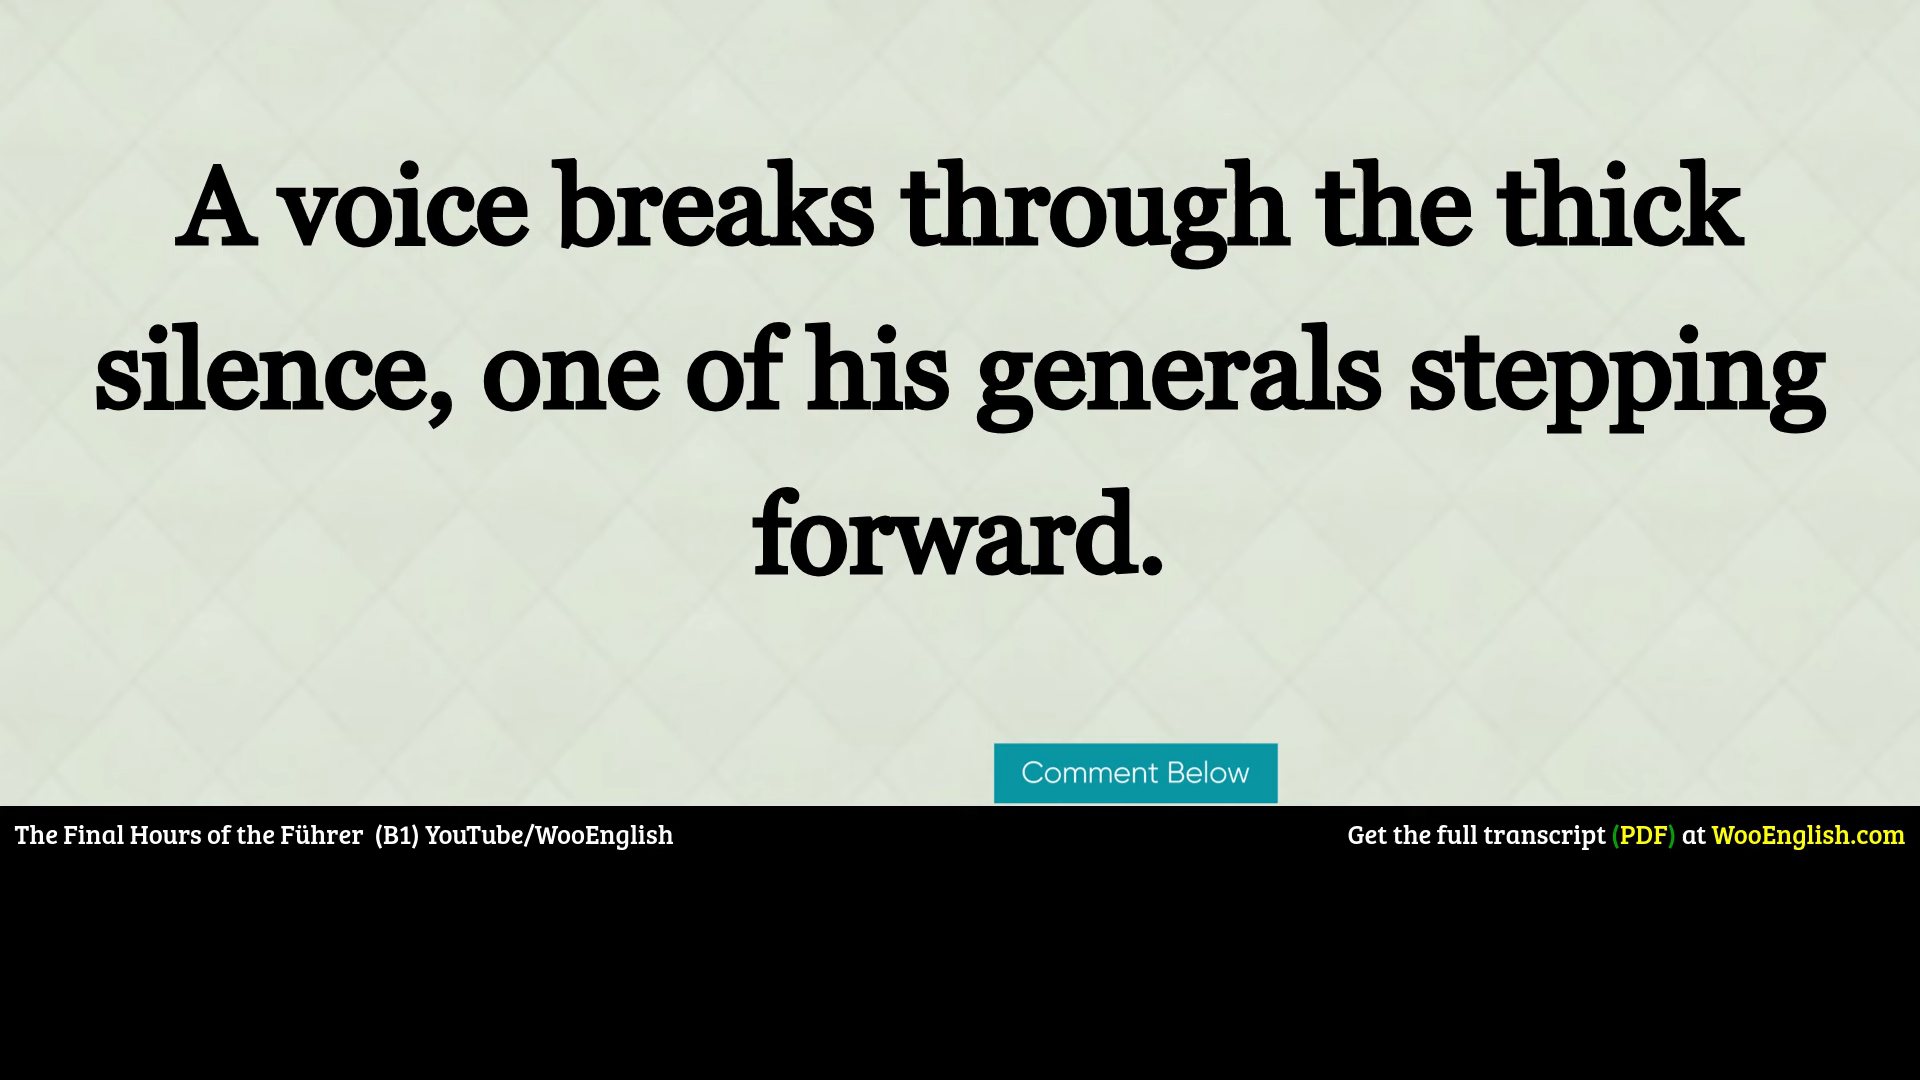 A voice breaks through the thick
silence, one of his generals stepping
forward.
Comment Below
The Final Hours of the Führer (B1) YouTube/WooEnglish
Get the full transcript (PDF) at WooEnglish.com